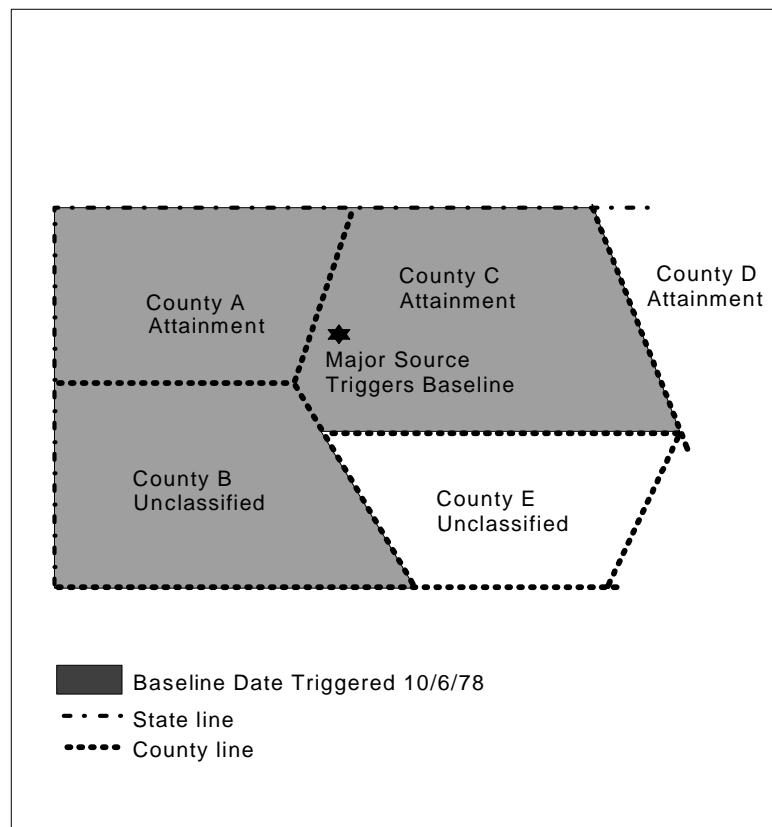 County C
Attainment
County D
Attainment
County A
Attainment
Major Source
Triggers Baseline
County B
Unclassified
County E
Unclassified
Baseline Date Triggered 10/6/78
State line
County line